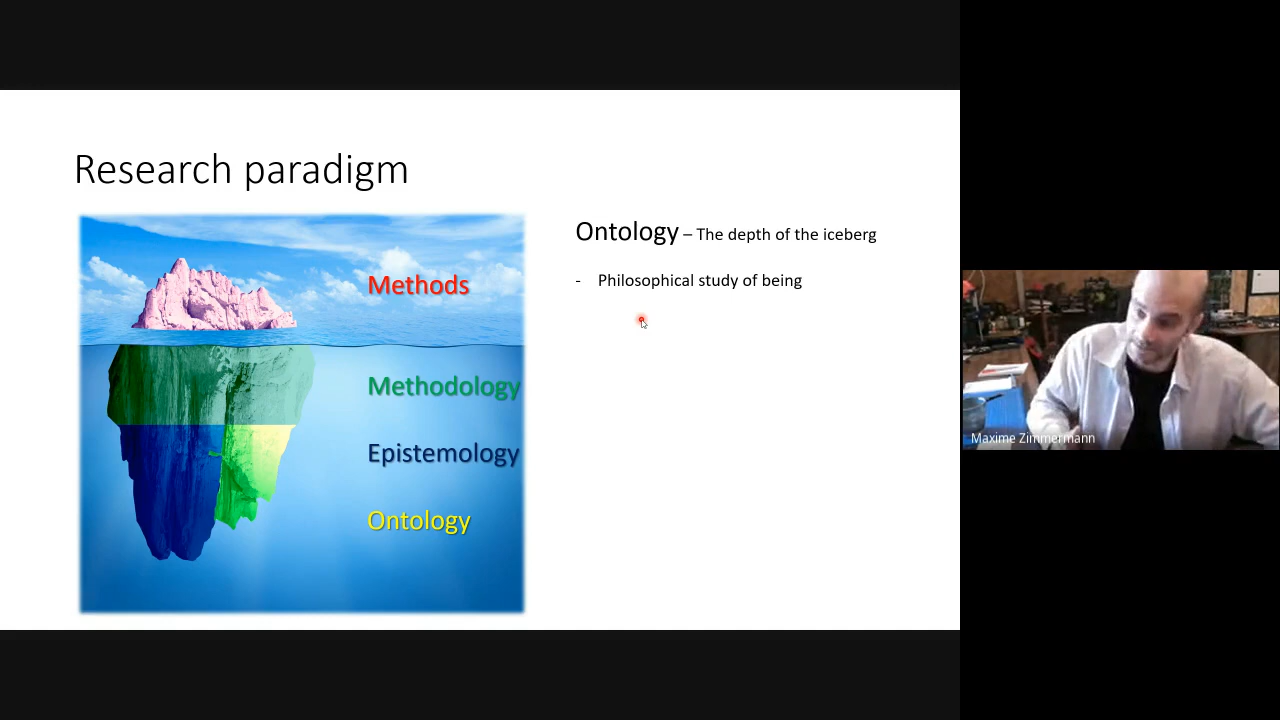 Research paradigm
Methods
Methodology
Epistemology
Ontology
Ontology – The depth of the iceberg
- Philosophical study of being
Maxime Zimmermann